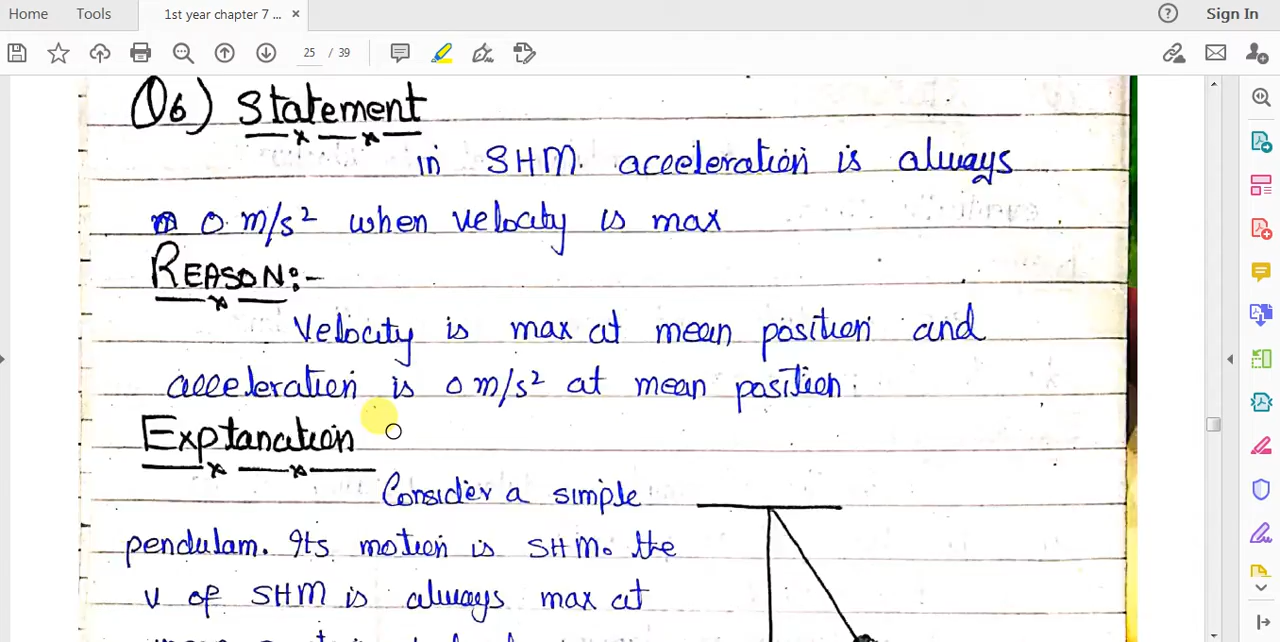 Home Tools 1st year chapter 7 ... × Sign In
25 / 39
Q6) Statement
in SHM. acceleration is always
0 m/s² when velocity is max
REASON:-
Velocity is max at mean position and
acceleration is 0 m/s² at mean position.
Explanation
Consider a simple
pendulam. Its motion is SHM. the
v of SHM is always max at